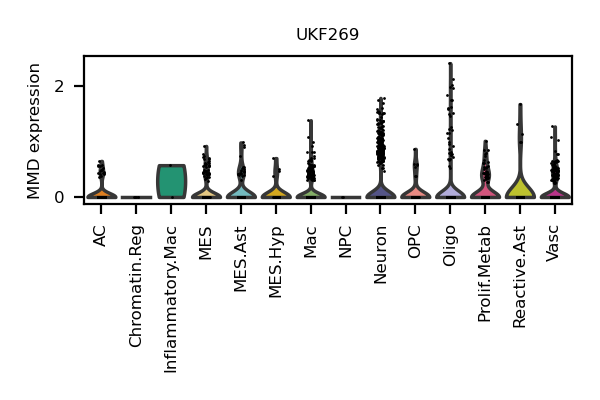 UKF269
MMD expression
2
0
AC
Chromatin.Reg
Inflammatory.Mac
MES
MES.Ast
MES.Hyp
Mac
NPC
Neuron
OPC
Oligo
Prolif.Metab
Reactive.Ast
Vasc